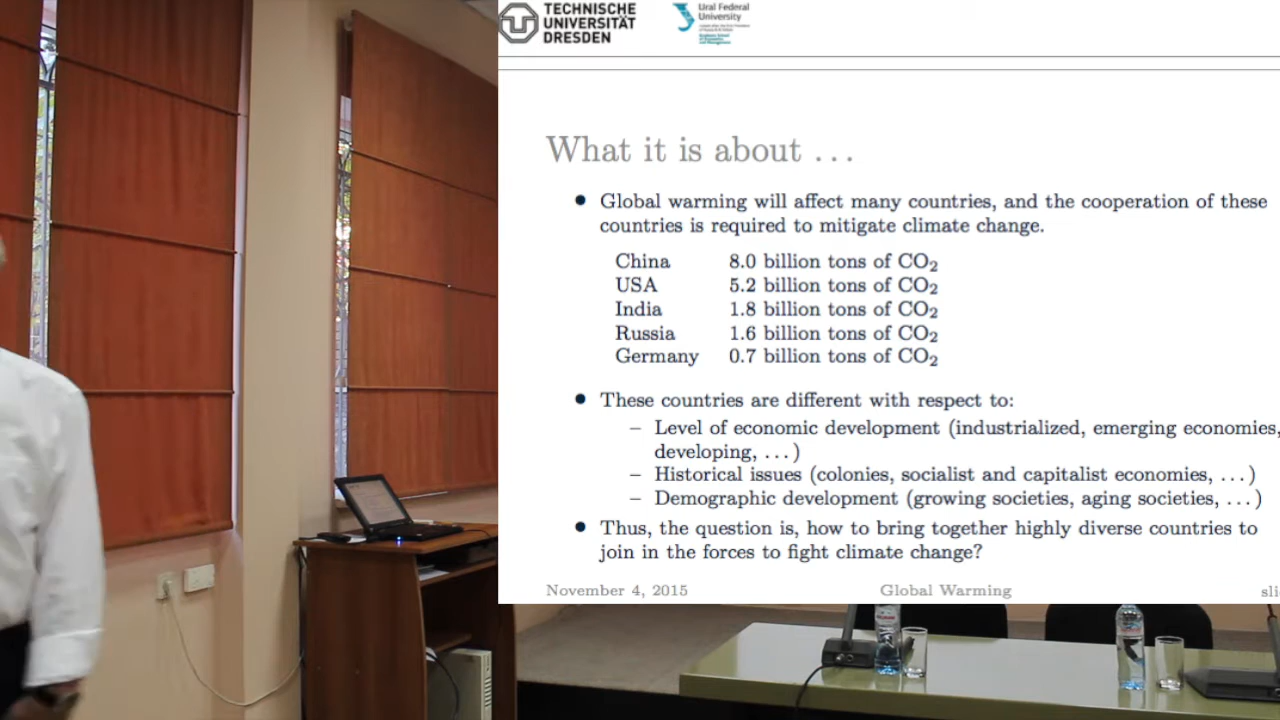 TECHNISCHE
UNIVERSITÄT
DRESDEN
Ural Federal
University
What it is about ...
• Global warming will affect many countries, and the cooperation of these
countries is required to mitigate climate change.
China 8.0 billion tons of CO₂
USA 5.2 billion tons of CO₂
India 1.8 billion tons of CO₂
Russia 1.6 billion tons of CO₂
Germany 0.7 billion tons of CO₂
• These countries are different with respect to:
– Level of economic development (industrialized, emerging economies,
developing, ...)
– Historical issues (colonies, socialist and capitalist economies, ...)
– Demographic development (growing societies, aging societies, ...)
• Thus, the question is, how to bring together highly diverse countries to
join in the forces to fight climate change?
November 4, 2015 Global Warming sli